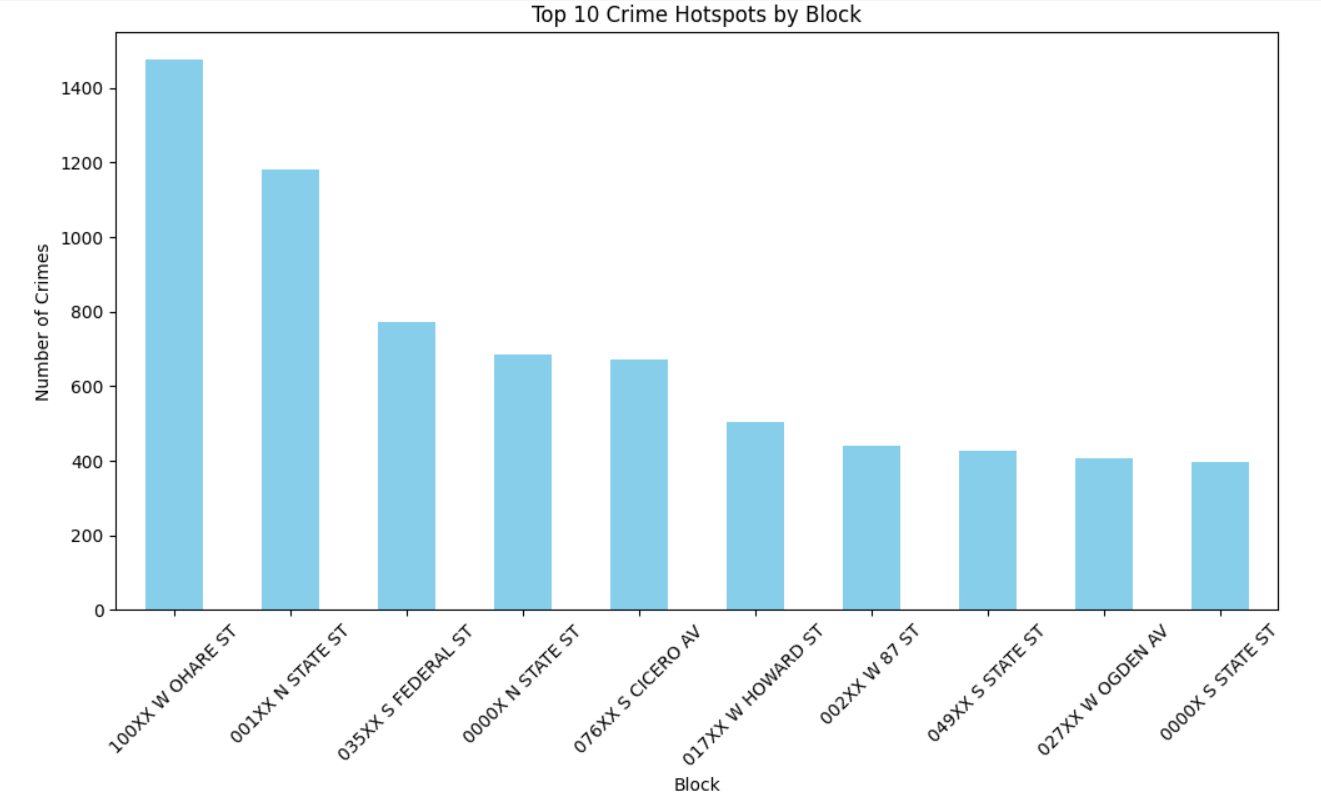 Top 10 Crime Hotspots by Block
Number of Crimes
1400
1200
1000
800
600
400
200
0
100XX W OHARE ST
001XX N STATE ST
035XX S FEDERAL ST
0000X N STATE ST
076XX S CICERO AV
017XX W HOWARD ST
002XX W 87 ST
049XX S STATE ST
027XX W OGDEN AV
0000X S STATE ST
Block